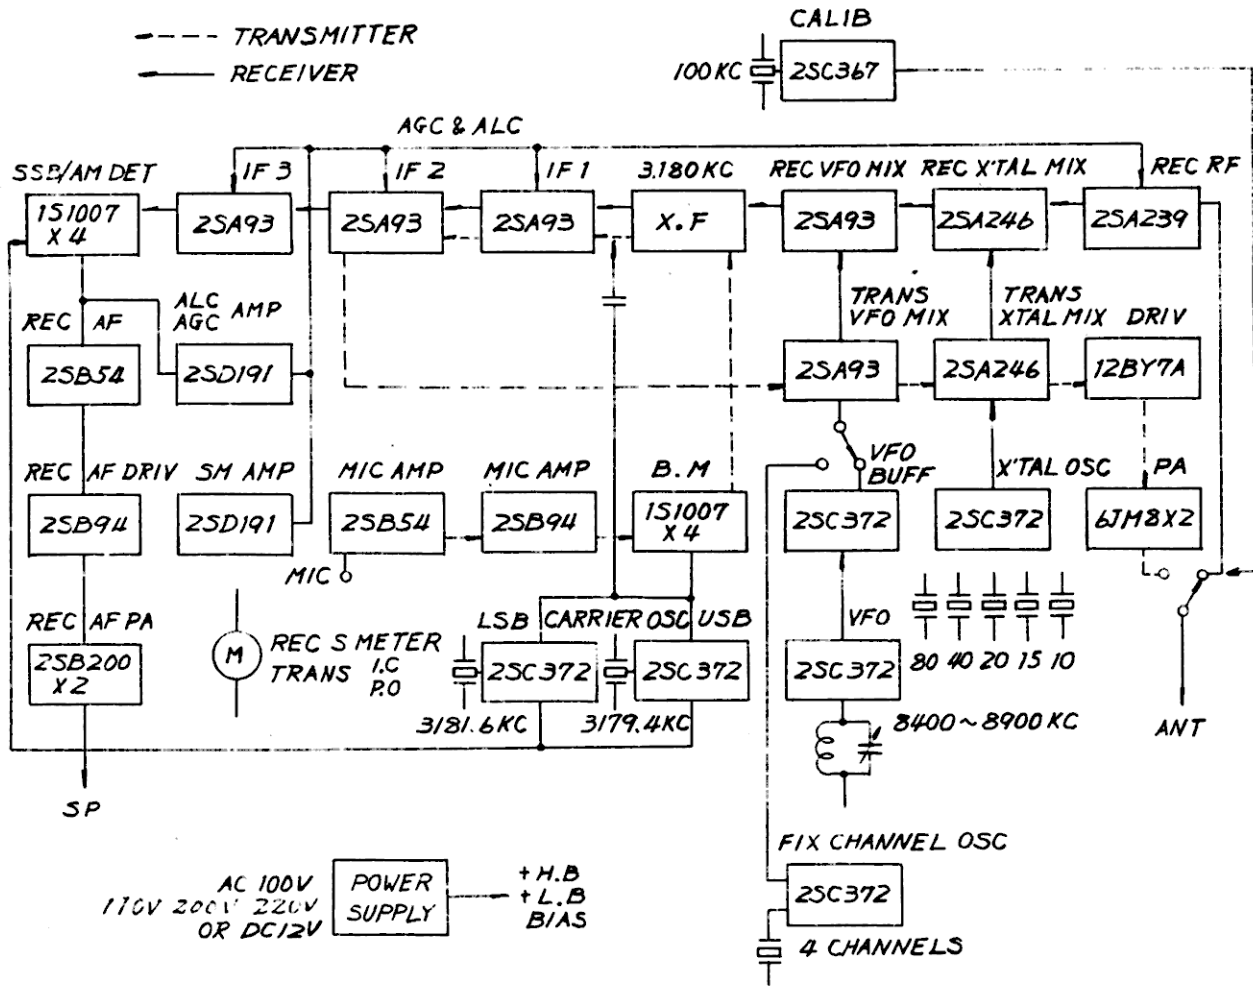 TRANSMITTER
RECEIVER
CALIB
100KC
2SC367
AGC & ALC
SSB/AM DET
IF 3
IF 2
IF 1
3.180KC
REC VFO MIX
REC X'TAL MIX
REC RF
1S1007
X4
2SA93
2SA93
2SA93
X.F
2SA93
2SA246
2SA239
REC AF
ALC
AGC AMP
TRANS
VFO MIX
TRANS
XTAL MIX
DRIV
2SB54
2SD191
2SA93
2SA246
12BY7A
REC AF DRIV
SM AMP
MIC AMP
MIC AMP
B.M
VFO
BUFF
X'TAL OSC
PA
2SB94
2SD191
2SB54
2SB94
1S1007
X4
2SC372
2SC372
6JM8X2
MIC
REC AF PA
2SB200
X2
M
REC S METER
TRANS I.C
P.O
LSB
CARRIER OSC
USB
2SC372
2SC372
3181.6KC
3179.4KC
VFO
2SC372
80 40 20 15 10
8400~8900KC
ANT
SP
FIX CHANNEL OSC
2SC372
4 CHANNELS
AC 100V
110V 200V 220V
OR DC12V
POWER
SUPPLY
+H.B
+L.B
BIAS